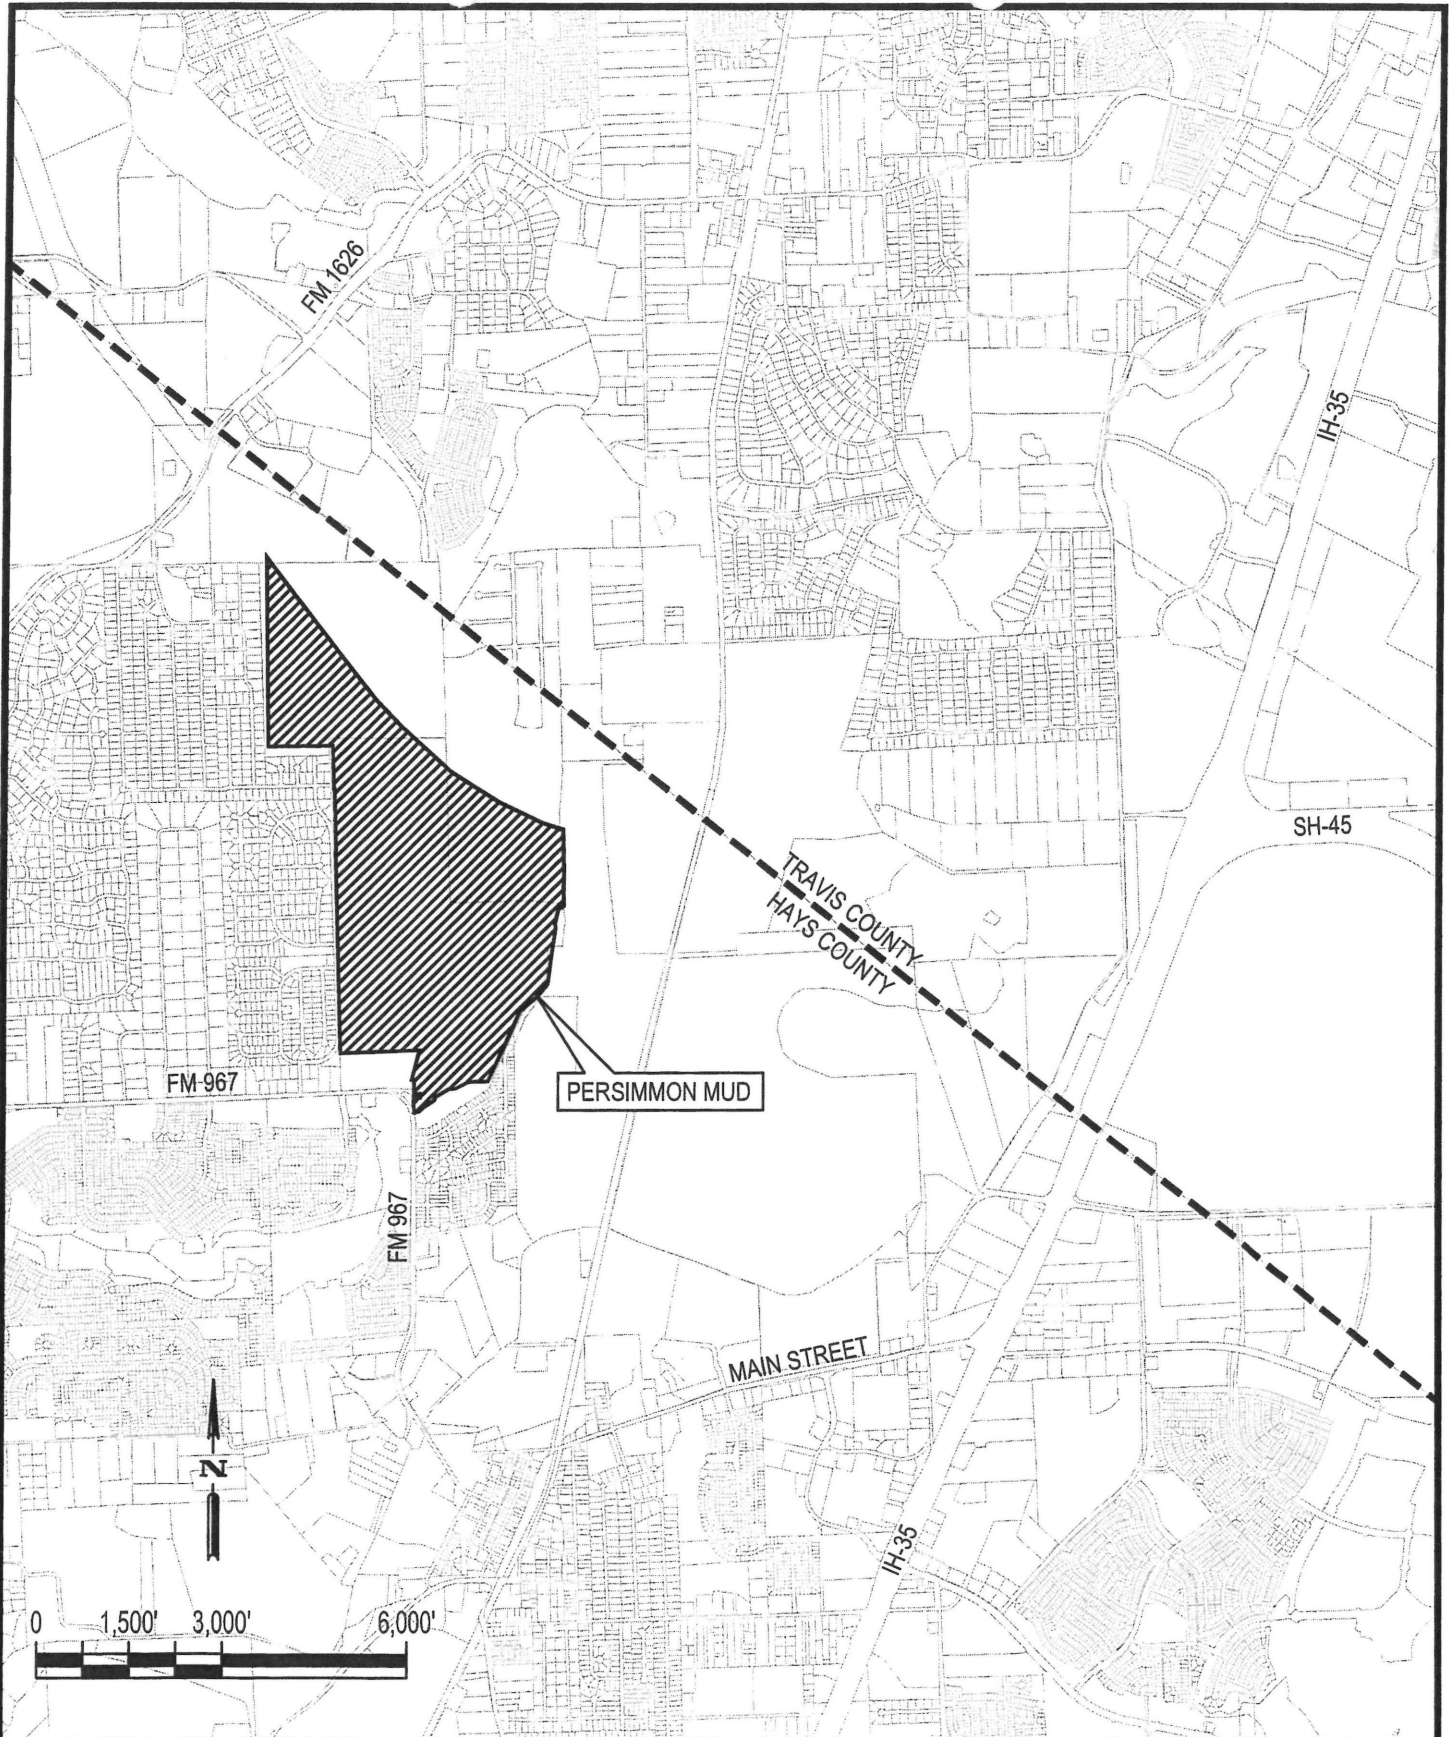 FM 1626
IH-35
SH-45
TRAVIS COUNTY
HAYS COUNTY
FM 967
PERSIMMON MUD
FM 967
MAIN STREET
N
IH-35
0 1,500' 3,000' 6,000'